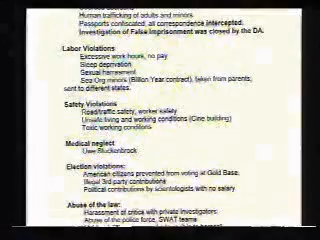 Human trafficking of adults and minors.
Passports confiscated, all correspondence intercepted.
Investigation of False Imprisonment was closed by the DA.
Labor Violations
Excessive work hours, no pay
Sleep deprivation
Sexual harrasment
Sea Org minors (Billion Year contract), taken from parents,
sent to different states.
Safety Violations
Road/traffic safety, worker safety
Unsafe living and working conditions (Cine building)
Toxic working conditions
Medical neglect
Uwe Stuckenbrock
Election violations:
American citizens prevented from voting at Gold Base.
Illegal 3rd party contributions
Political contributions by scientologists with no salary
Abuse of the law:
Harassment of critics with private investigators.
Abuse of the police force, SWAT teams